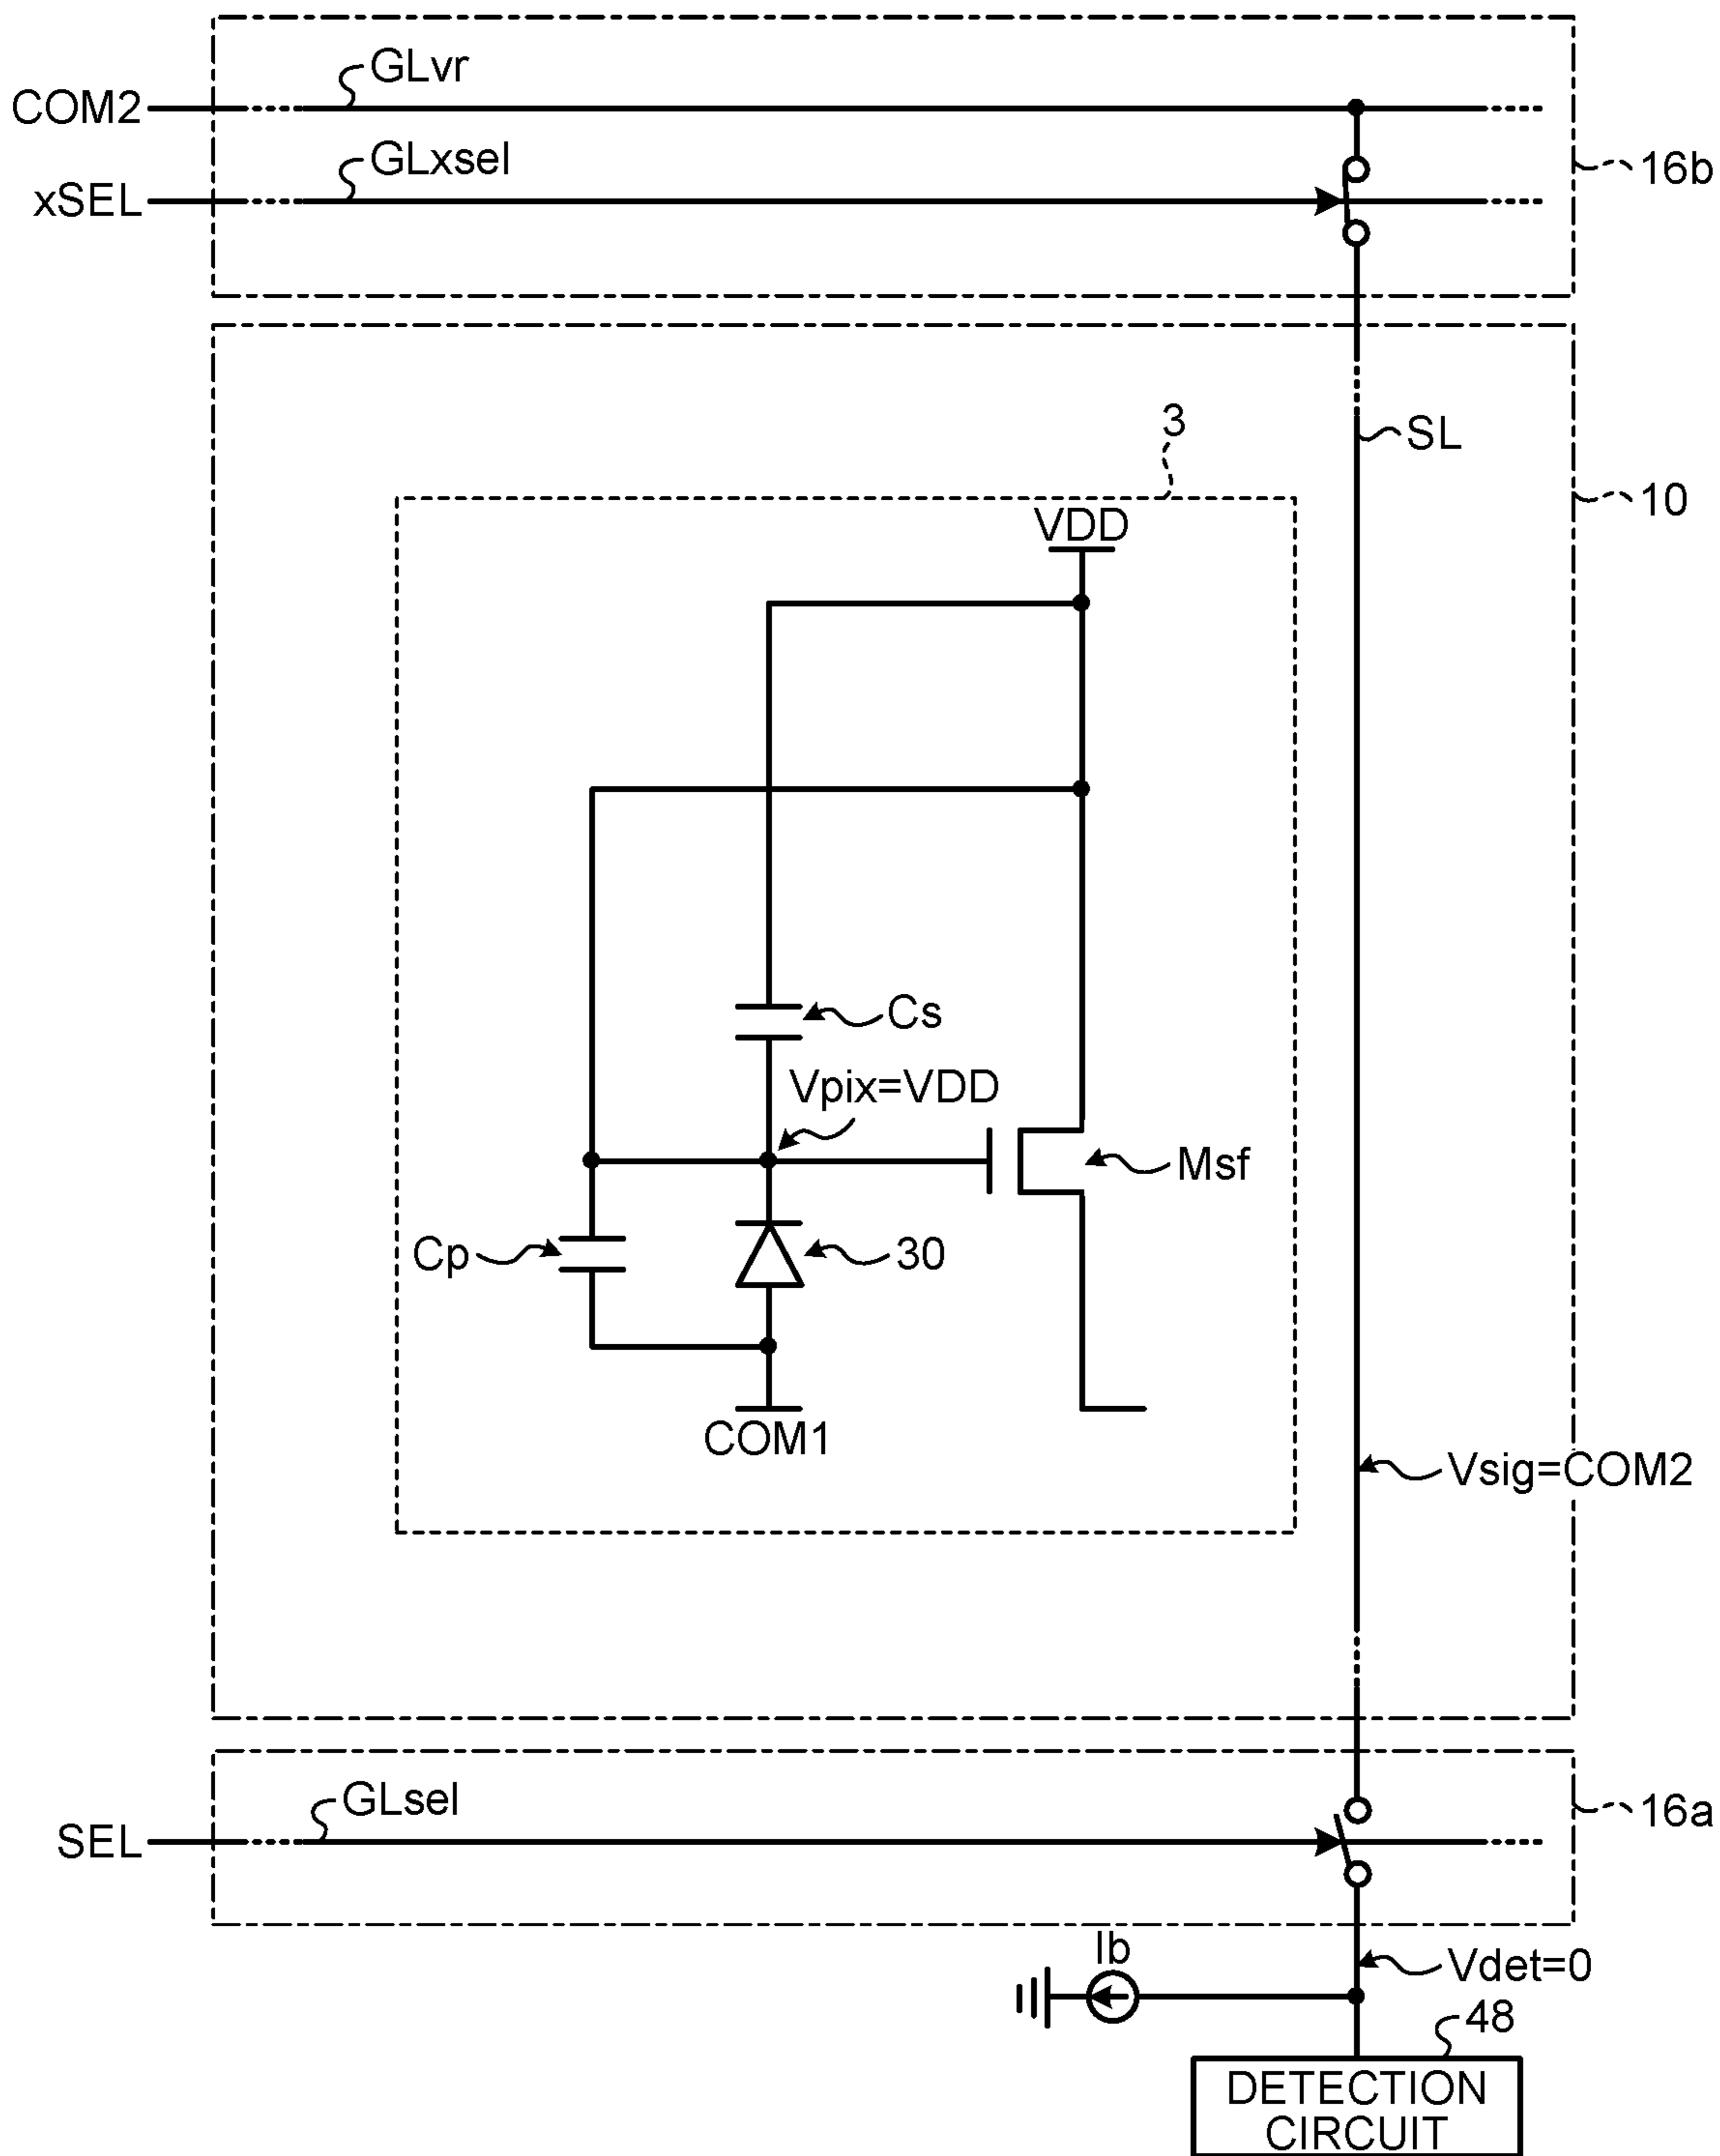 GLvr
COM2
GLxsel
xSEL
16b
SL
3
10
VDD
Cs
Vpix=VDD
Msf
Cp
30
COM1
Vsig=COM2
GLsel
SEL
16a
Ib
Vdet=0
48
DETECTION
CIRCUIT